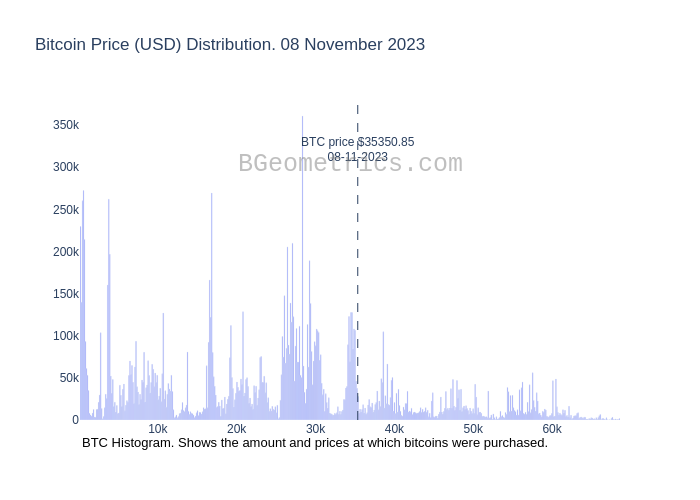 Bitcoin Price (USD) Distribution. 08 November 2023
350k
BTC price $35350.85
08-11-2023
BGeometrics.com
300k
250k
200k
150k
100k
50k
0
10k 20k 30k 40k 50k 60k
BTC Histogram. Shows the amount and prices at which bitcoins were purchased.